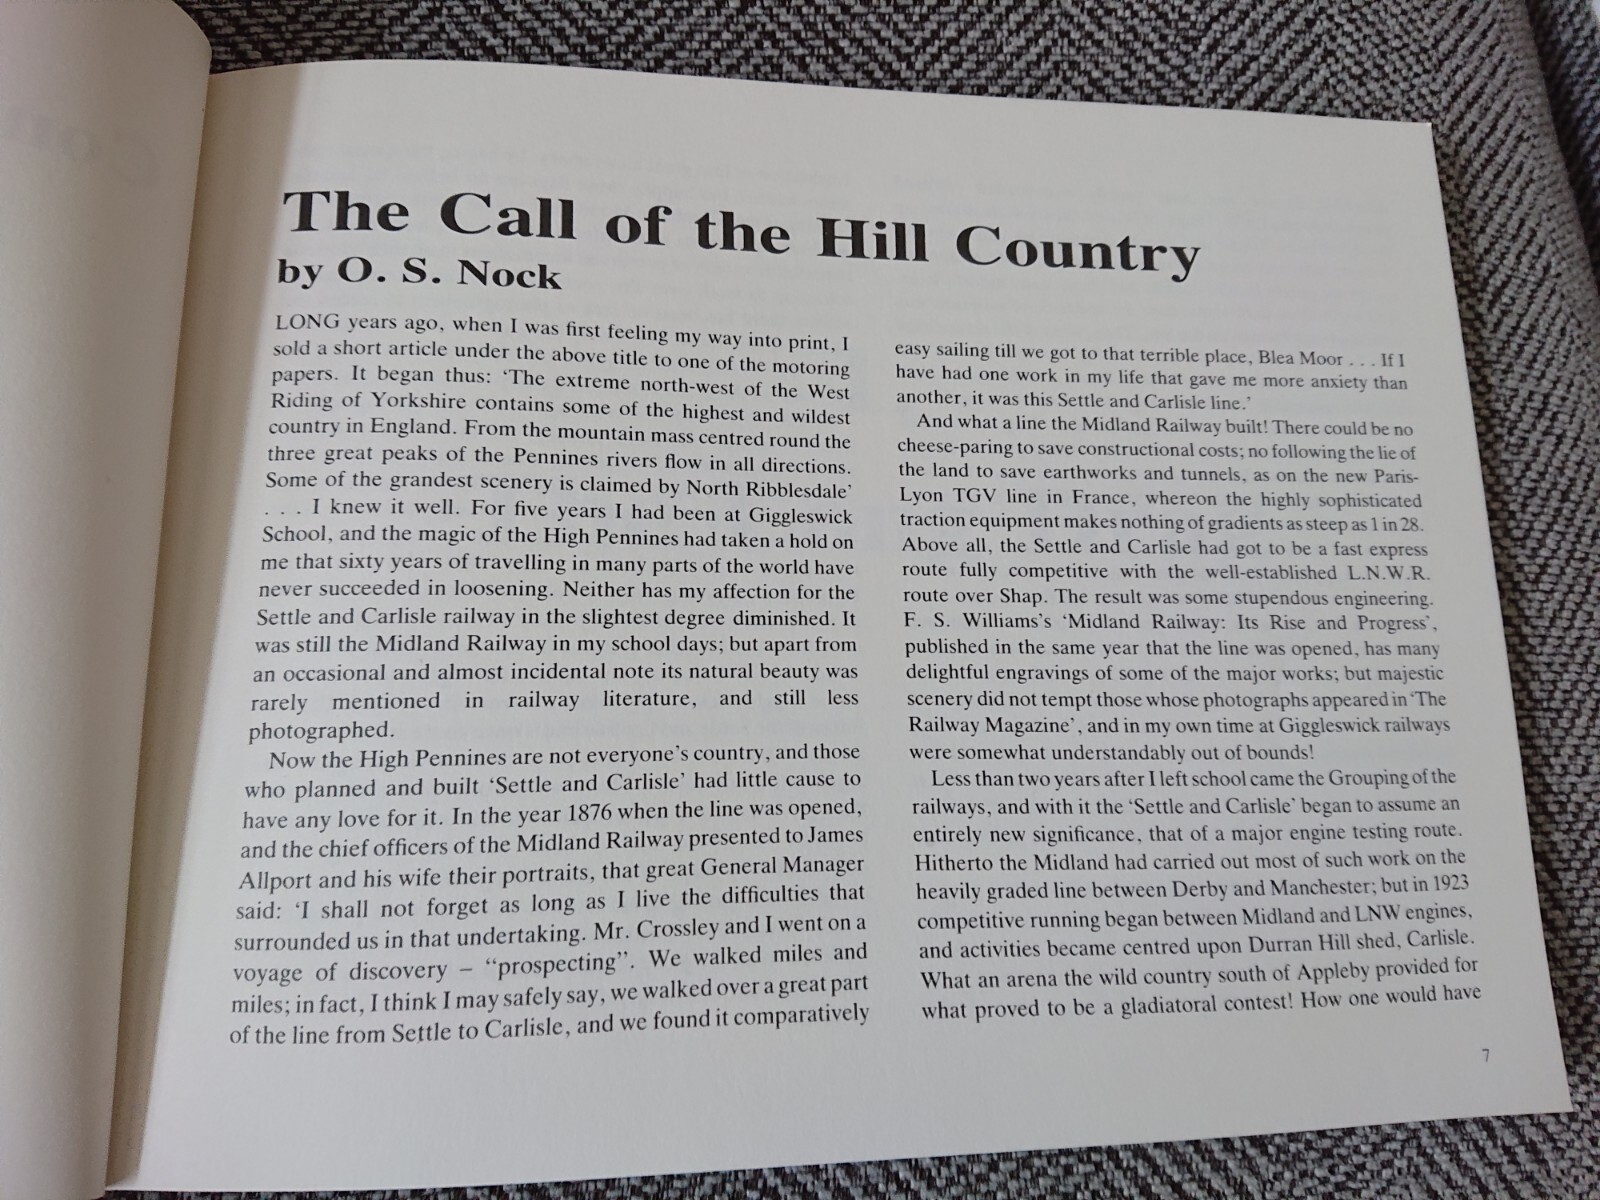 The Call of the Hill Country
by O. S. Nock
LONG years ago, when I was first feeling my way into print, I
sold a short article under the above title to one of the motoring
papers. It began thus: ‘The extreme north-west of the West
Riding of Yorkshire contains some of the highest and wildest
country in England. From the mountain mass centred round the
three great peaks of the Pennines rivers flow in all directions.
Some of the grandest scenery is claimed by North Ribblesdale’
. . . I knew it well. For five years I had been at Giggleswick
School, and the magic of the High Pennines had taken a hold on
me that sixty years of travelling in many parts of the world have
never succeeded in loosening. Neither has my affection for the
Settle and Carlisle railway in the slightest degree diminished. It
was still the Midland Railway in my school days; but apart from
an occasional and almost incidental note its natural beauty was
rarely mentioned in railway literature, and still less
photographed.
Now the High Pennines are not everyone’s country, and those
who planned and built ‘Settle and Carlisle’ had little cause to
have any love for it. In the year 1876 when the line was opened,
and the chief officers of the Midland Railway presented to James
Allport and his wife their portraits, that great General Manager
said: ‘I shall not forget as long as I live the difficulties that
surrounded us in that undertaking. Mr. Crossley and I went on a
voyage of discovery – “prospecting”. We walked miles and
miles; in fact, I think I may safely say, we walked over a great part
of the line from Settle to Carlisle, and we found it comparatively
easy sailing till we got to that terrible place, Blea Moor . . . If I
have had one work in my life that gave me more anxiety than
another, it was this Settle and Carlisle line.’
And what a line the Midland Railway built! There could be no
cheese-paring to save constructional costs; no following the lie of
the land to save earthworks and tunnels, as on the new Paris-
Lyon TGV line in France, whereon the highly sophisticated
traction equipment makes nothing of gradients as steep as 1 in 28.
Above all, the Settle and Carlisle had got to be a fast express
route fully competitive with the well-established L.N.W.R.
route over Shap. The result was some stupendous engineering.
F. S. Williams’s ‘Midland Railway: Its Rise and Progress’,
published in the same year that the line was opened, has many
delightful engravings of some of the major works; but majestic
scenery did not tempt those whose photographs appeared in ‘The
Railway Magazine’, and in my own time at Giggleswick railways
were somewhat understandably out of bounds!
Less than two years after I left school came the Grouping of the
railways, and with it the ‘Settle and Carlisle’ began to assume an
entirely new significance, that of a major engine testing route.
Hitherto the Midland had carried out most of such work on the
heavily graded line between Derby and Manchester; but in 1923
competitive running began between Midland and LNW engines,
and activities became centred upon Durran Hill shed, Carlisle.
What an arena the wild country south of Appleby provided for
what proved to be a gladiatoral contest! How one would have
7